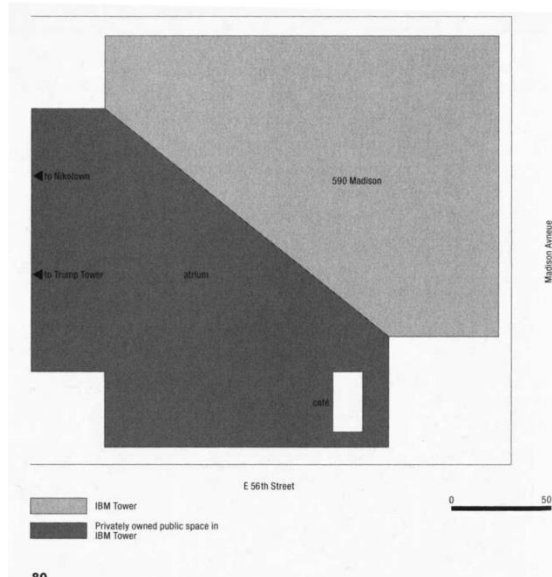 to Niketown
590 Madison
to Trump Tower
atrium
café
Madison Avneue
E 56th Street
IBM Tower
Privately owned public space in
IBM Tower
0
50
80